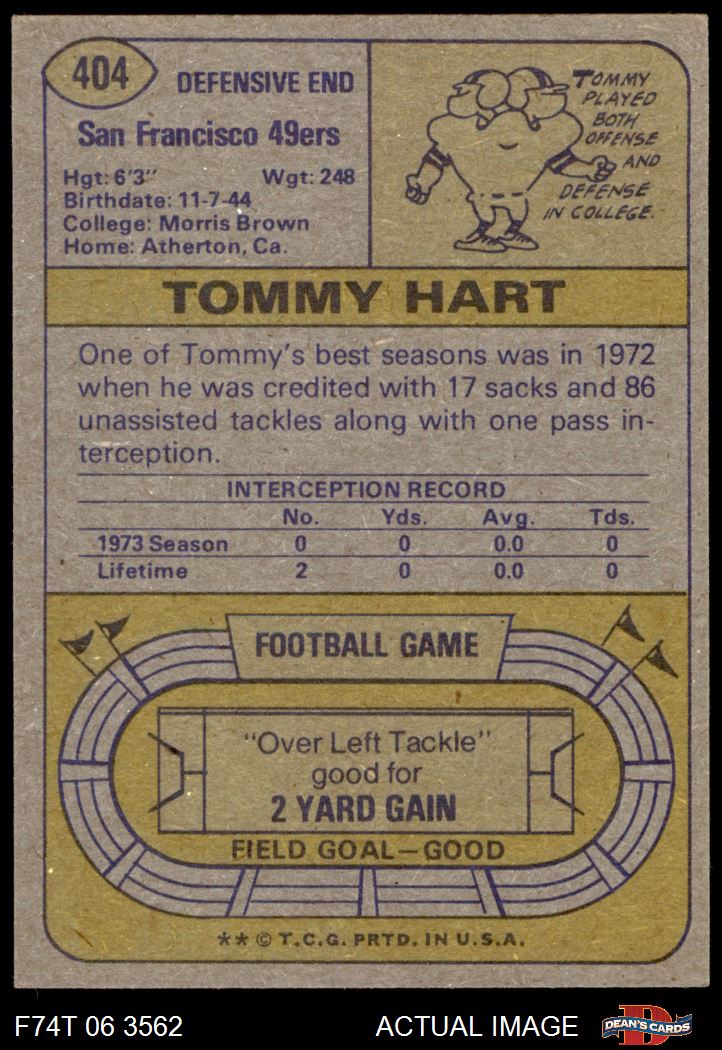 404
DEFENSIVE END
San Francisco 49ers
Hgt: 6'3" Wgt: 248
Birthdate: 11-7-44
College: Morris Brown
Home: Atherton, Ca.
TOMMY
PLAYED
BOTH
OFFENSE
AND
DEFENSE
IN COLLEGE.
TOMMY HART
One of Tommy's best seasons was in 1972
when he was credited with 17 sacks and 86
unassisted tackles along with one pass in-
terception.
INTERCEPTION RECORD
No. Yds. Avg. Tds.
1973 Season 0 0 0.0 0
Lifetime 2 0 0.0 0
FOOTBALL GAME
"Over Left Tackle"
good for
2 YARD GAIN
FIELD GOAL—GOOD
** © T.C.G. PRTD. IN U.S.A.
F74T 06 3562 ACTUAL IMAGE
D
DEAN'S CARDS